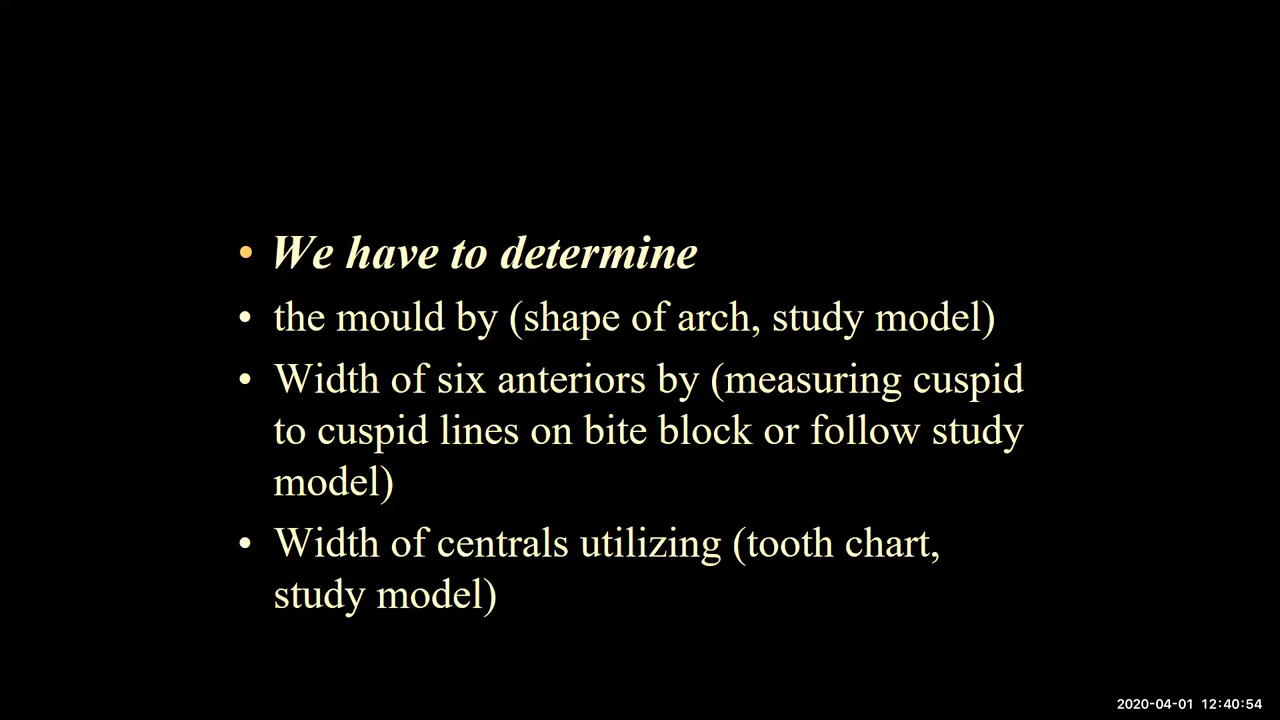 • We have to determine
• the mould by (shape of arch, study model)
• Width of six anteriors by (measuring cuspid
to cuspid lines on bite block or follow study
model)
• Width of centrals utilizing (tooth chart,
study model)
2020-04-01 12:40:54